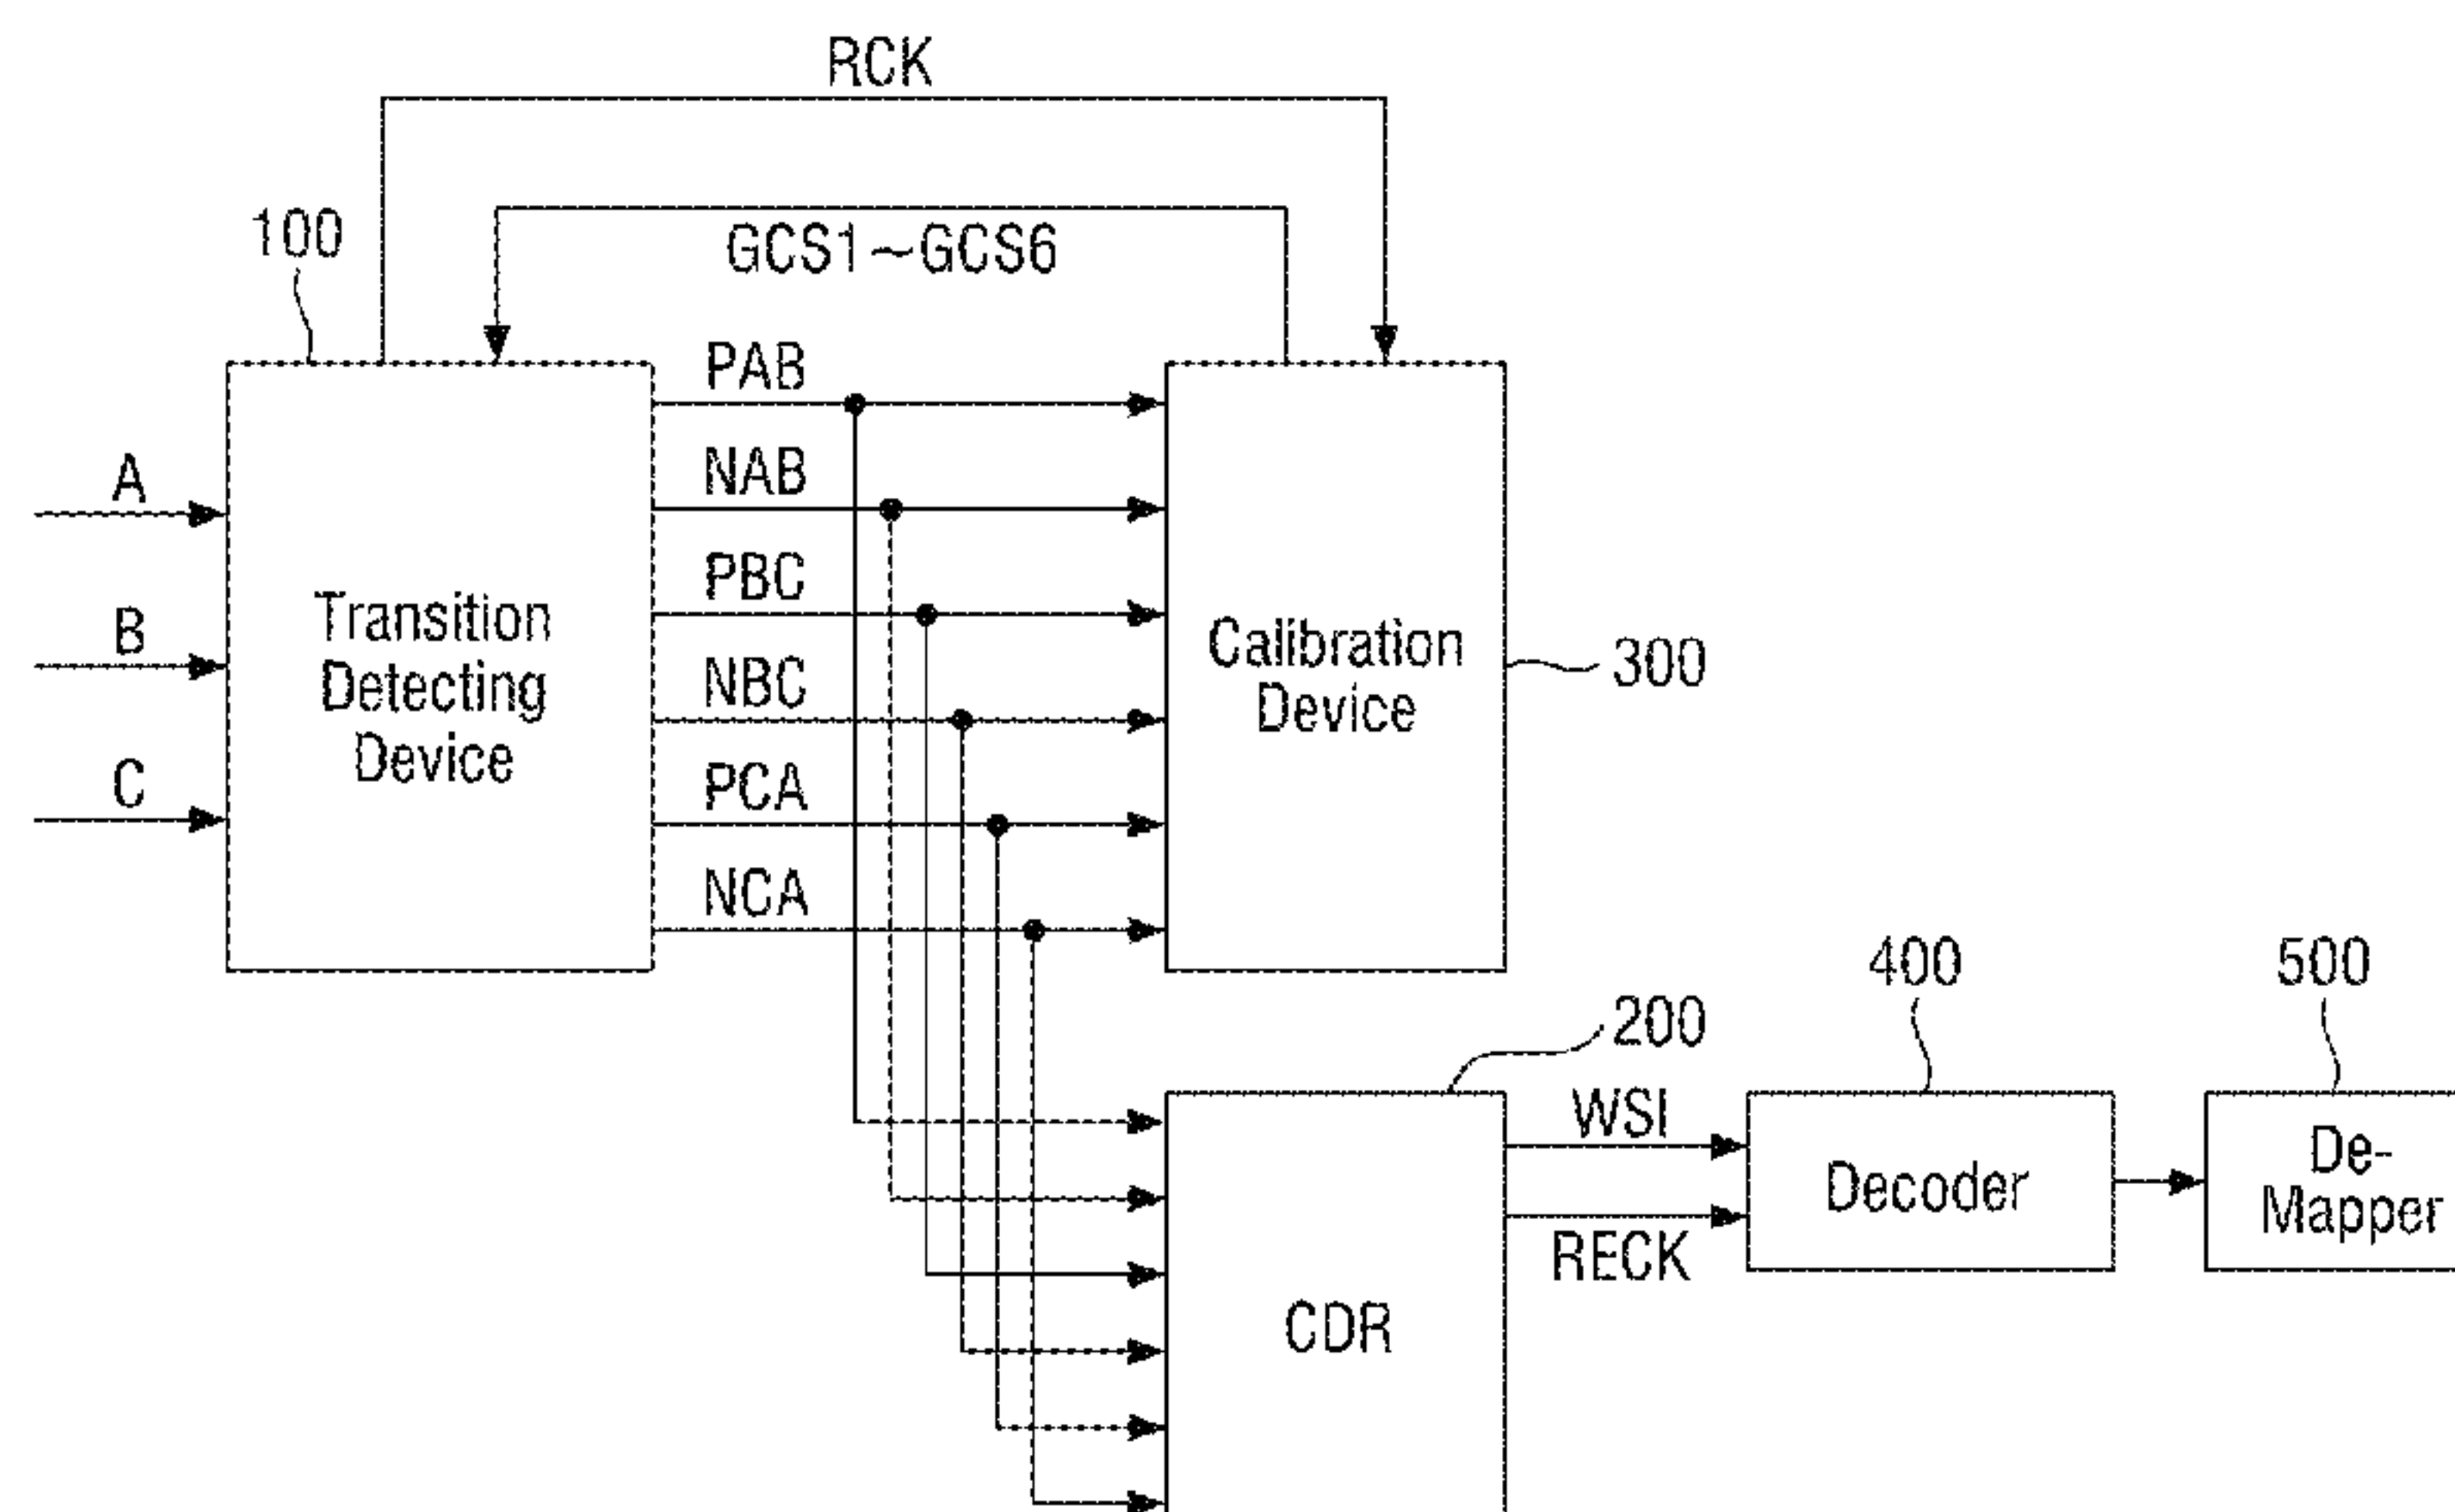 RCK
GCS1~GCS6
100
PAB
NAB
PBC
NBC
PCA
NCA
A
B
C
Transition
Detecting
Device
Calibration
Device
300
200
400
500
WSI
RECK
CDR
Decoder
De-
Mapper